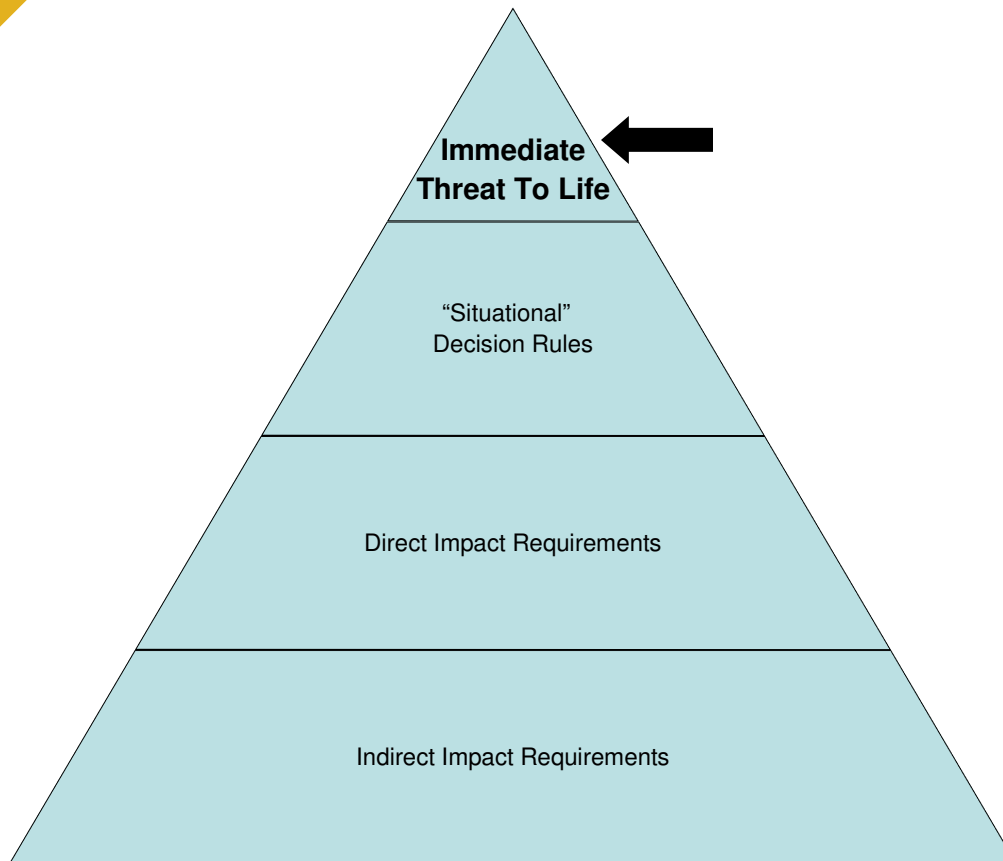 Immediate
Threat To Life
“Situational”
Decision Rules
Direct Impact Requirements
Indirect Impact Requirements